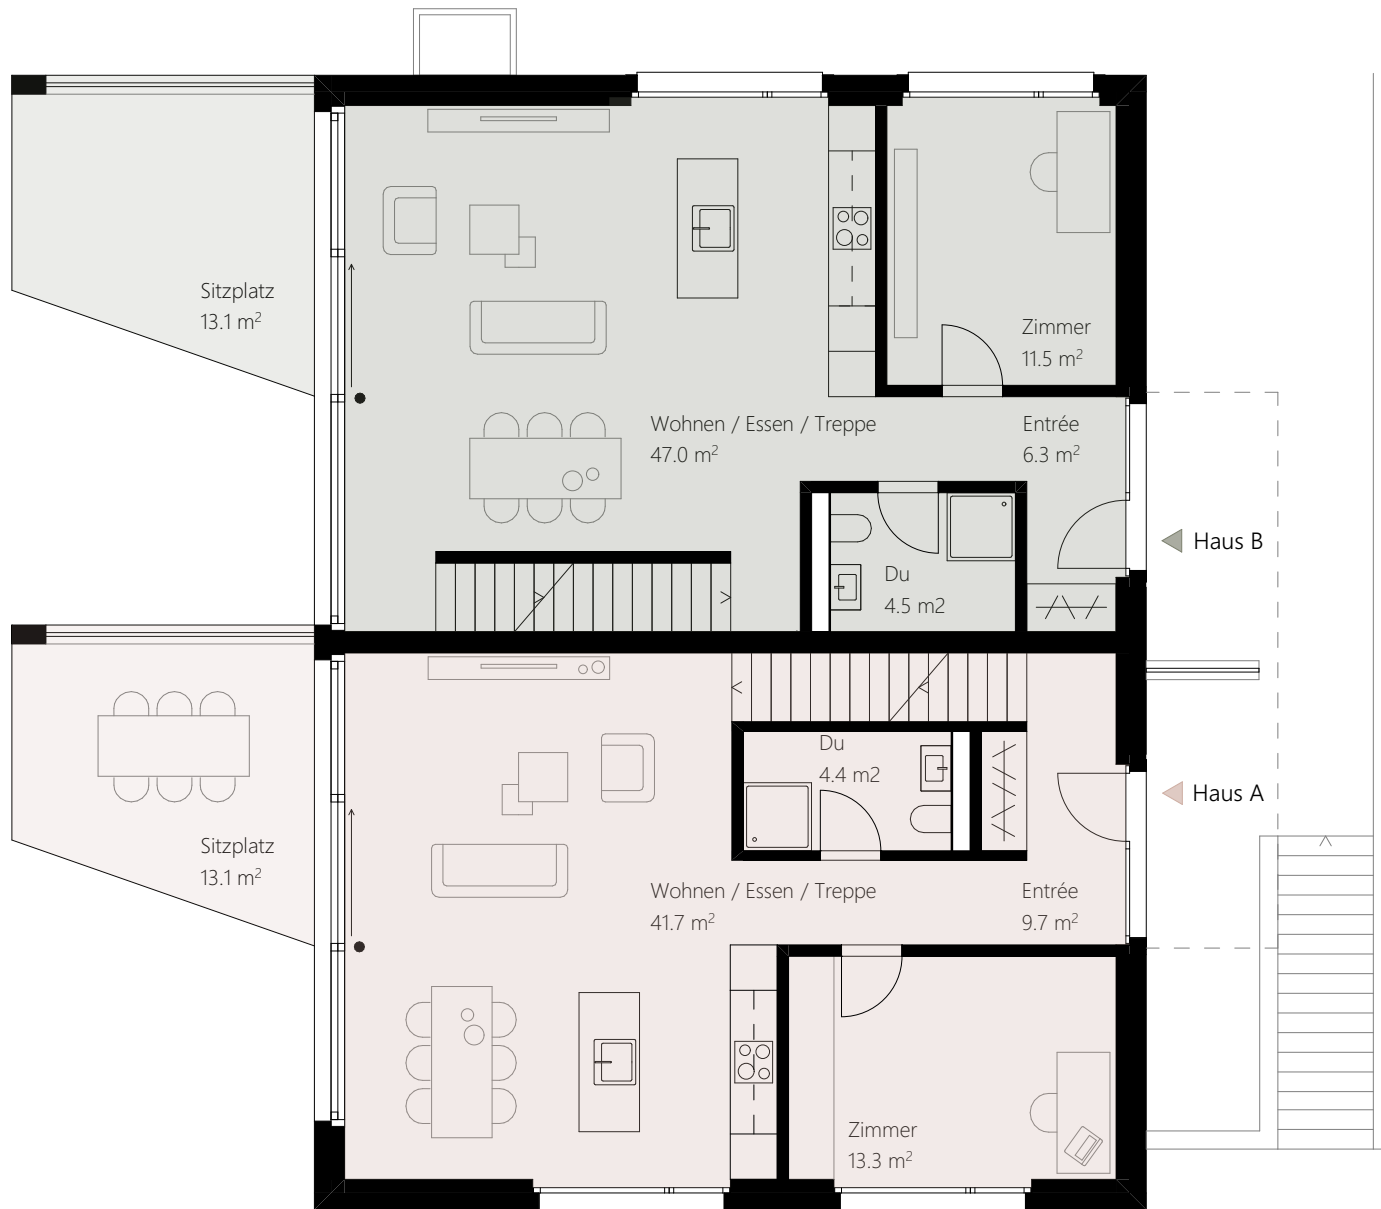 Sitzplatz
13.1 m²
Zimmer
11.5 m²
Wohnen / Essen / Treppe
47.0 m²
Entrée
6.3 m²
Haus B
Du
4.5 m2
Du
4.4 m2
Haus A
Sitzplatz
13.1 m²
Wohnen / Essen / Treppe
41.7 m²
Entrée
9.7 m²
Zimmer
13.3 m²